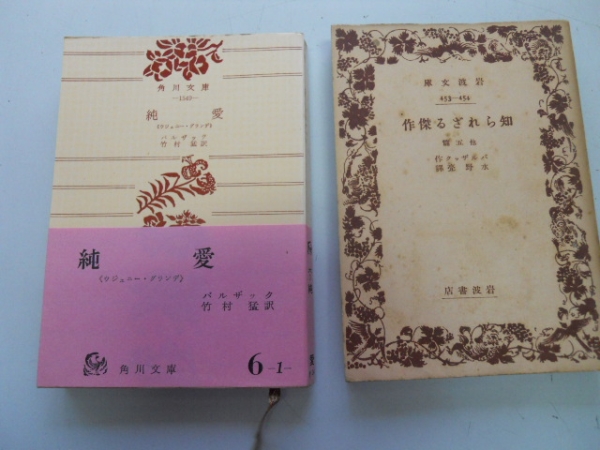 角川文庫
純愛
《ウジェニー・グランデ》
バルザック
竹村猛訳
純愛
《ウジェニー・グランデ》
バルザック
竹村猛訳
角川文庫
6 —1—
岩波文庫
453-454
知られざる傑作
他五篇
バルザック作
水野亮譯
岩波書店